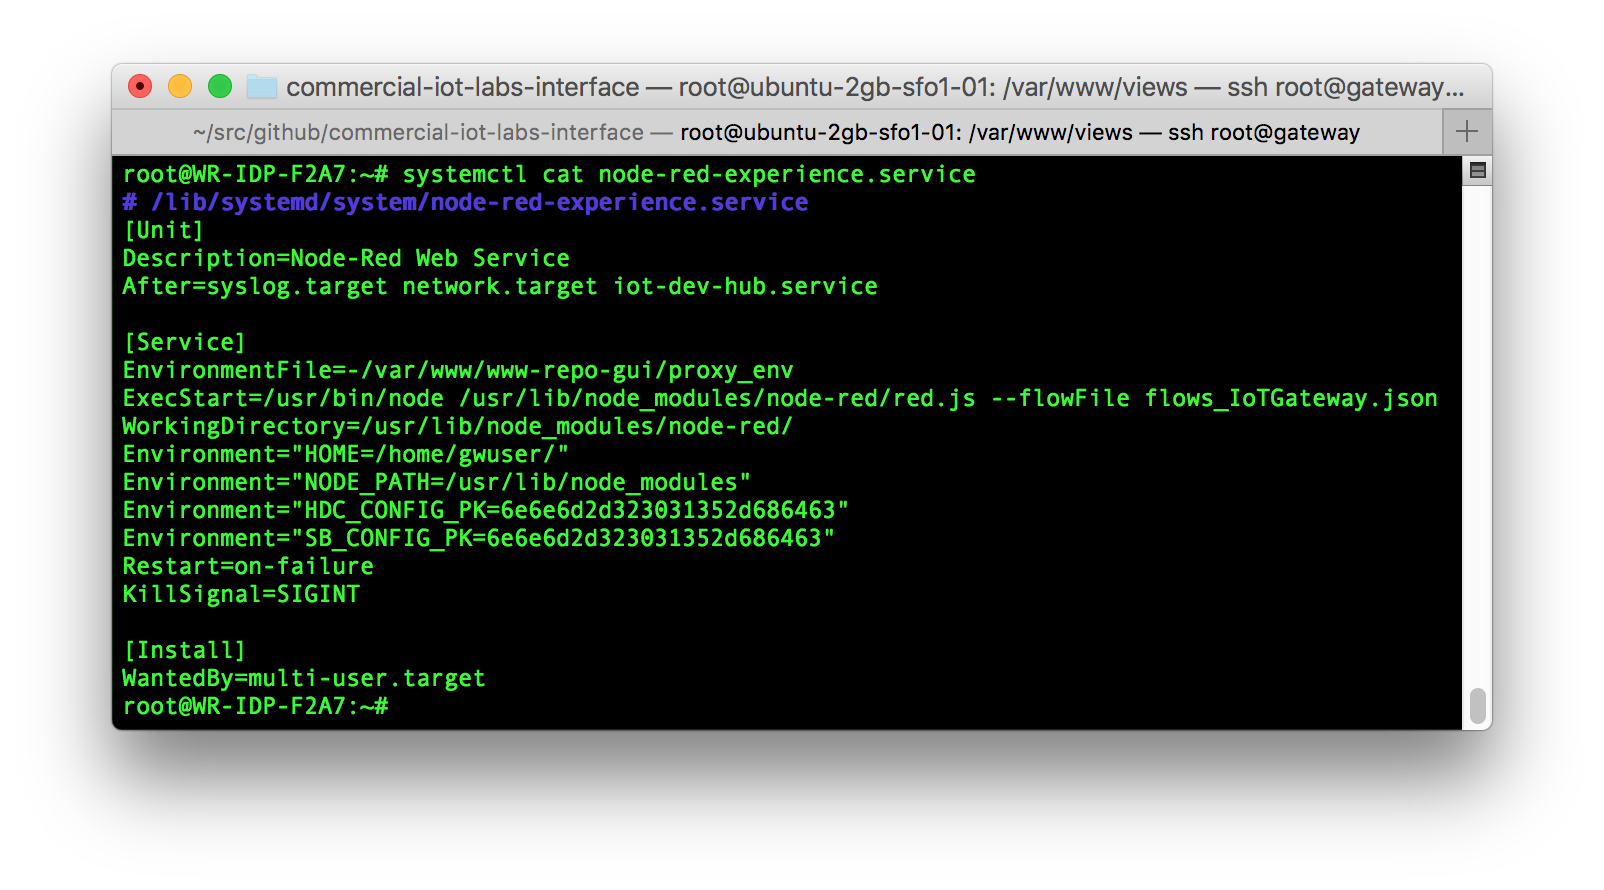 commercial-iot-labs-interface — root@ubuntu-2gb-sfo1-01: /var/www/views — ssh root@gateway...
~/src/github/commercial-iot-labs-interface — root@ubuntu-2gb-sfo1-01: /var/www/views — ssh root@gateway
root@WR-IDP-F2A7:~# systemctl cat node-red-experience.service
# /lib/systemd/system/node-red-experience.service
[Unit]
Description=Node-Red Web Service
After=syslog.target network.target iot-dev-hub.service
[Service]
EnvironmentFile=-/var/www/www-repo-gui/proxy_env
ExecStart=/usr/bin/node /usr/lib/node_modules/node-red/red.js --flowFile flows_IoTGateway.json
WorkingDirectory=/usr/lib/node_modules/node-red/
Environment="HOME=/home/gwuser/"
Environment="NODE_PATH=/usr/lib/node_modules"
Environment="HDC_CONFIG_PK=6e6e6d2d323031352d686463"
Environment="SB_CONFIG_PK=6e6e6d2d323031352d686463"
Restart=on-failure
KillSignal=SIGINT
[Install]
WantedBy=multi-user.target
root@WR-IDP-F2A7:~#